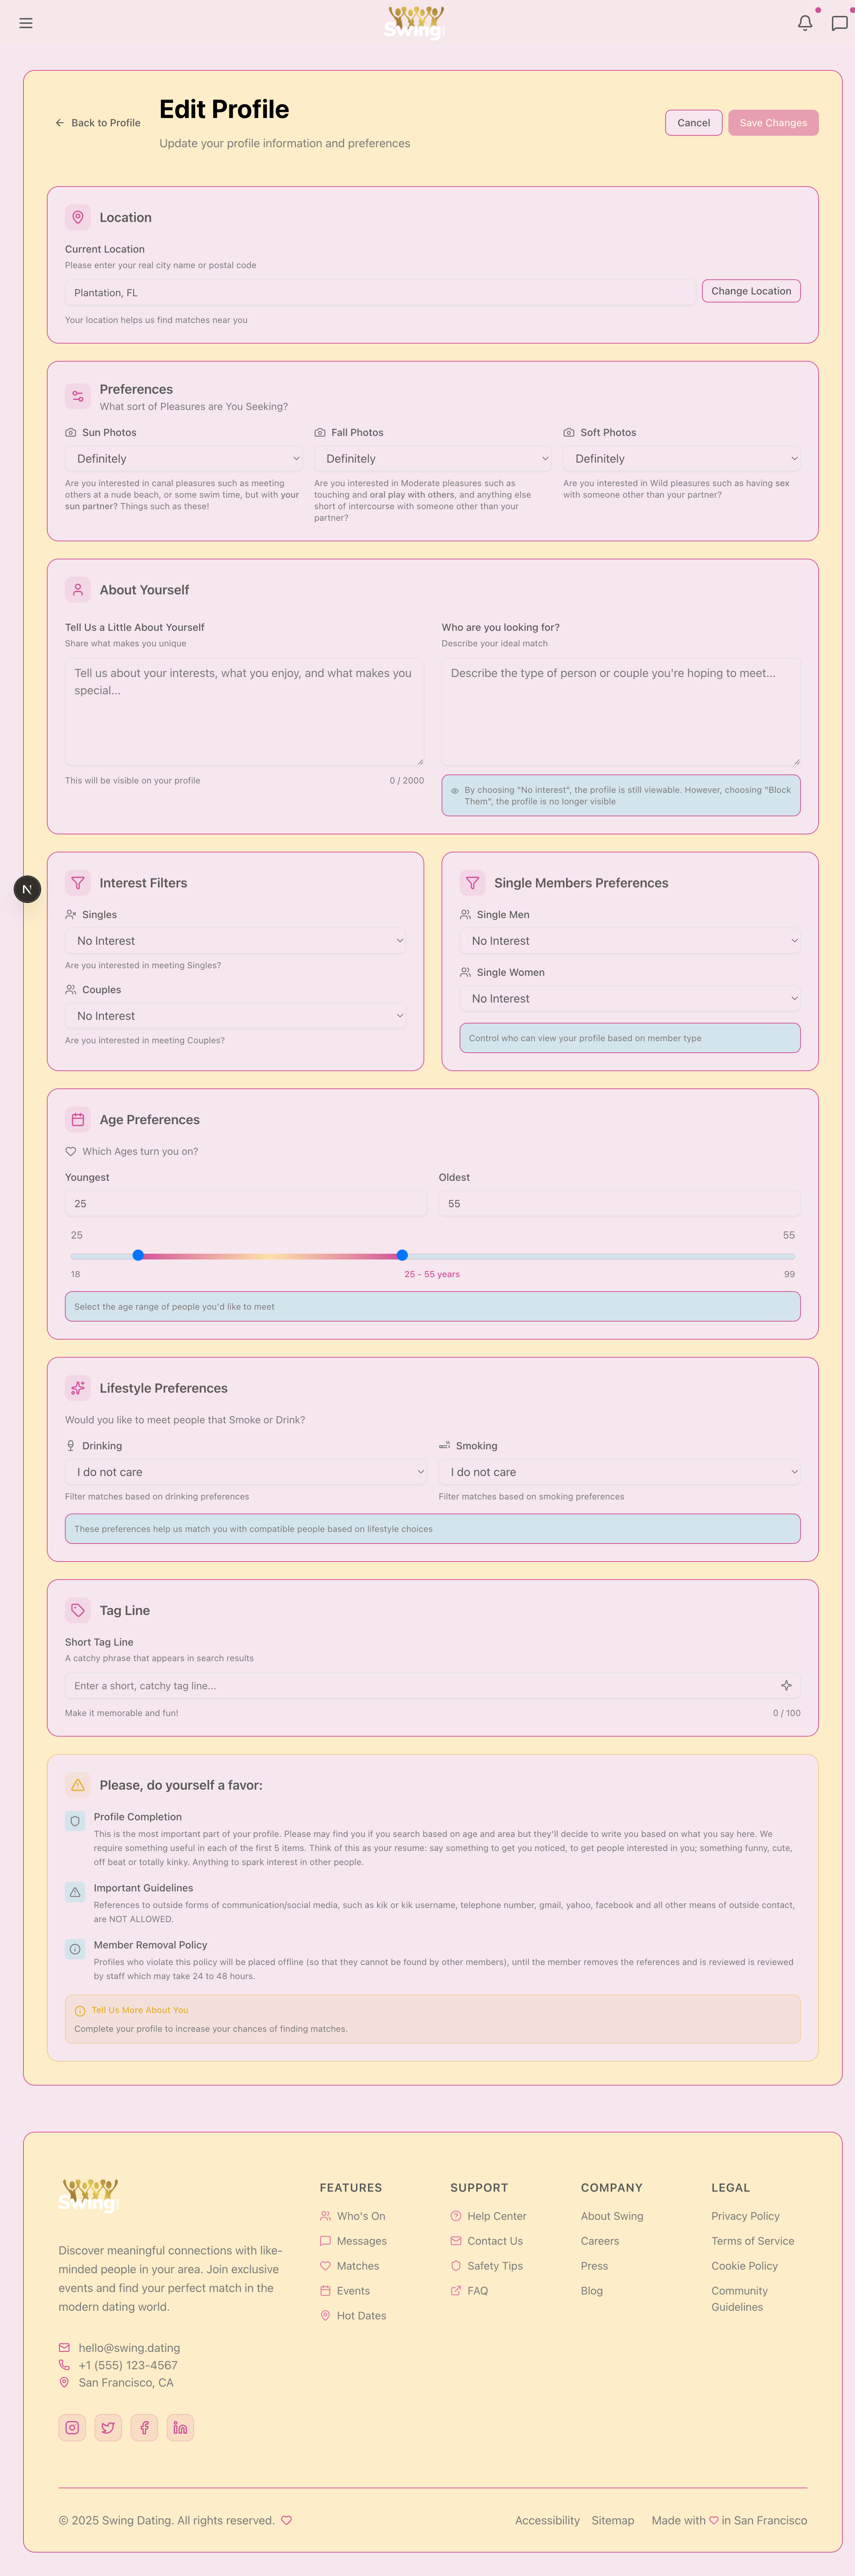 Swing
Back to Profile
Edit Profile
Update your profile information and preferences
Cancel
Save Changes
Location
Current Location
Please enter your real city name or postal code
Plantation, FL
Change Location
Your location helps us find matches near you
Preferences
What sort of Pleasures are You Seeking?
Sun Photos
Fall Photos
Soft Photos
Definitely
Definitely
Definitely
Are you interested in canal pleasures such as meeting
others at a nude beach, or some swim time, but with your
sun partner? Things such as these!
Are you interested in Moderate pleasures such as
touching and oral play with others, and anything else
short of intercourse with someone other than your
partner?
Are you interested in Wild pleasures such as having sex
with someone other than your partner?
About Yourself
Tell Us a Little About Yourself
Share what makes you unique
Tell us about your interests, what you enjoy, and what makes you
special...
This will be visible on your profile
0 / 2000
Who are you looking for?
Describe your ideal match
Describe the type of person or couple you're hoping to meet...
By choosing "No interest", the profile is still viewable. However, choosing "Block
Them", the profile is no longer visible
N
Interest Filters
Singles
No Interest
Are you interested in meeting Singles?
Couples
No Interest
Are you interested in meeting Couples?
Single Members Preferences
Single Men
No Interest
Single Women
No Interest
Control who can view your profile based on member type
Age Preferences
Which Ages turn you on?
Youngest
Oldest
25
55
25
55
18
25 - 55 years
99
Select the age range of people you'd like to meet
Lifestyle Preferences
Would you like to meet people that Smoke or Drink?
Drinking
Smoking
I do not care
I do not care
Filter matches based on drinking preferences
Filter matches based on smoking preferences
These preferences help us match you with compatible people based on lifestyle choices
Tag Line
Short Tag Line
A catchy phrase that appears in search results
Enter a short, catchy tag line...
Make it memorable and fun!
0 / 100
Please, do yourself a favor:
Profile Completion
This is the most important part of your profile. Please may find you if you search based on age and area but they'll decide to write you based on what you say here. We
require something useful in each of the first 5 items. Think of this as your resume: say something to get you noticed, to get people interested in you; something funny, cute,
off beat or totally kinky. Anything to spark interest in other people.
Important Guidelines
References to outside forms of communication/social media, such as kik or kik username, telephone number, gmail, yahoo, facebook and all other means of outside contact,
are NOT ALLOWED.
Member Removal Policy
Profiles who violate this policy will be placed offline (so that they cannot be found by other members), until the member removes the references and is reviewed is reviewed
by staff which may take 24 to 48 hours.
Tell Us More About You
Complete your profile to increase your chances of finding matches.
Swing
Discover meaningful connections with like-
minded people in your area. Join exclusive
events and find your perfect match in the
modern dating world.
hello@swing.dating
+1 (555) 123-4567
San Francisco, CA
FEATURES
Who's On
Messages
Matches
Events
Hot Dates
SUPPORT
Help Center
Contact Us
Safety Tips
FAQ
COMPANY
About Swing
Careers
Press
Blog
LEGAL
Privacy Policy
Terms of Service
Cookie Policy
Community
Guidelines
© 2025 Swing Dating. All rights reserved.
Accessibility
Sitemap
Made with ♡ in San Francisco